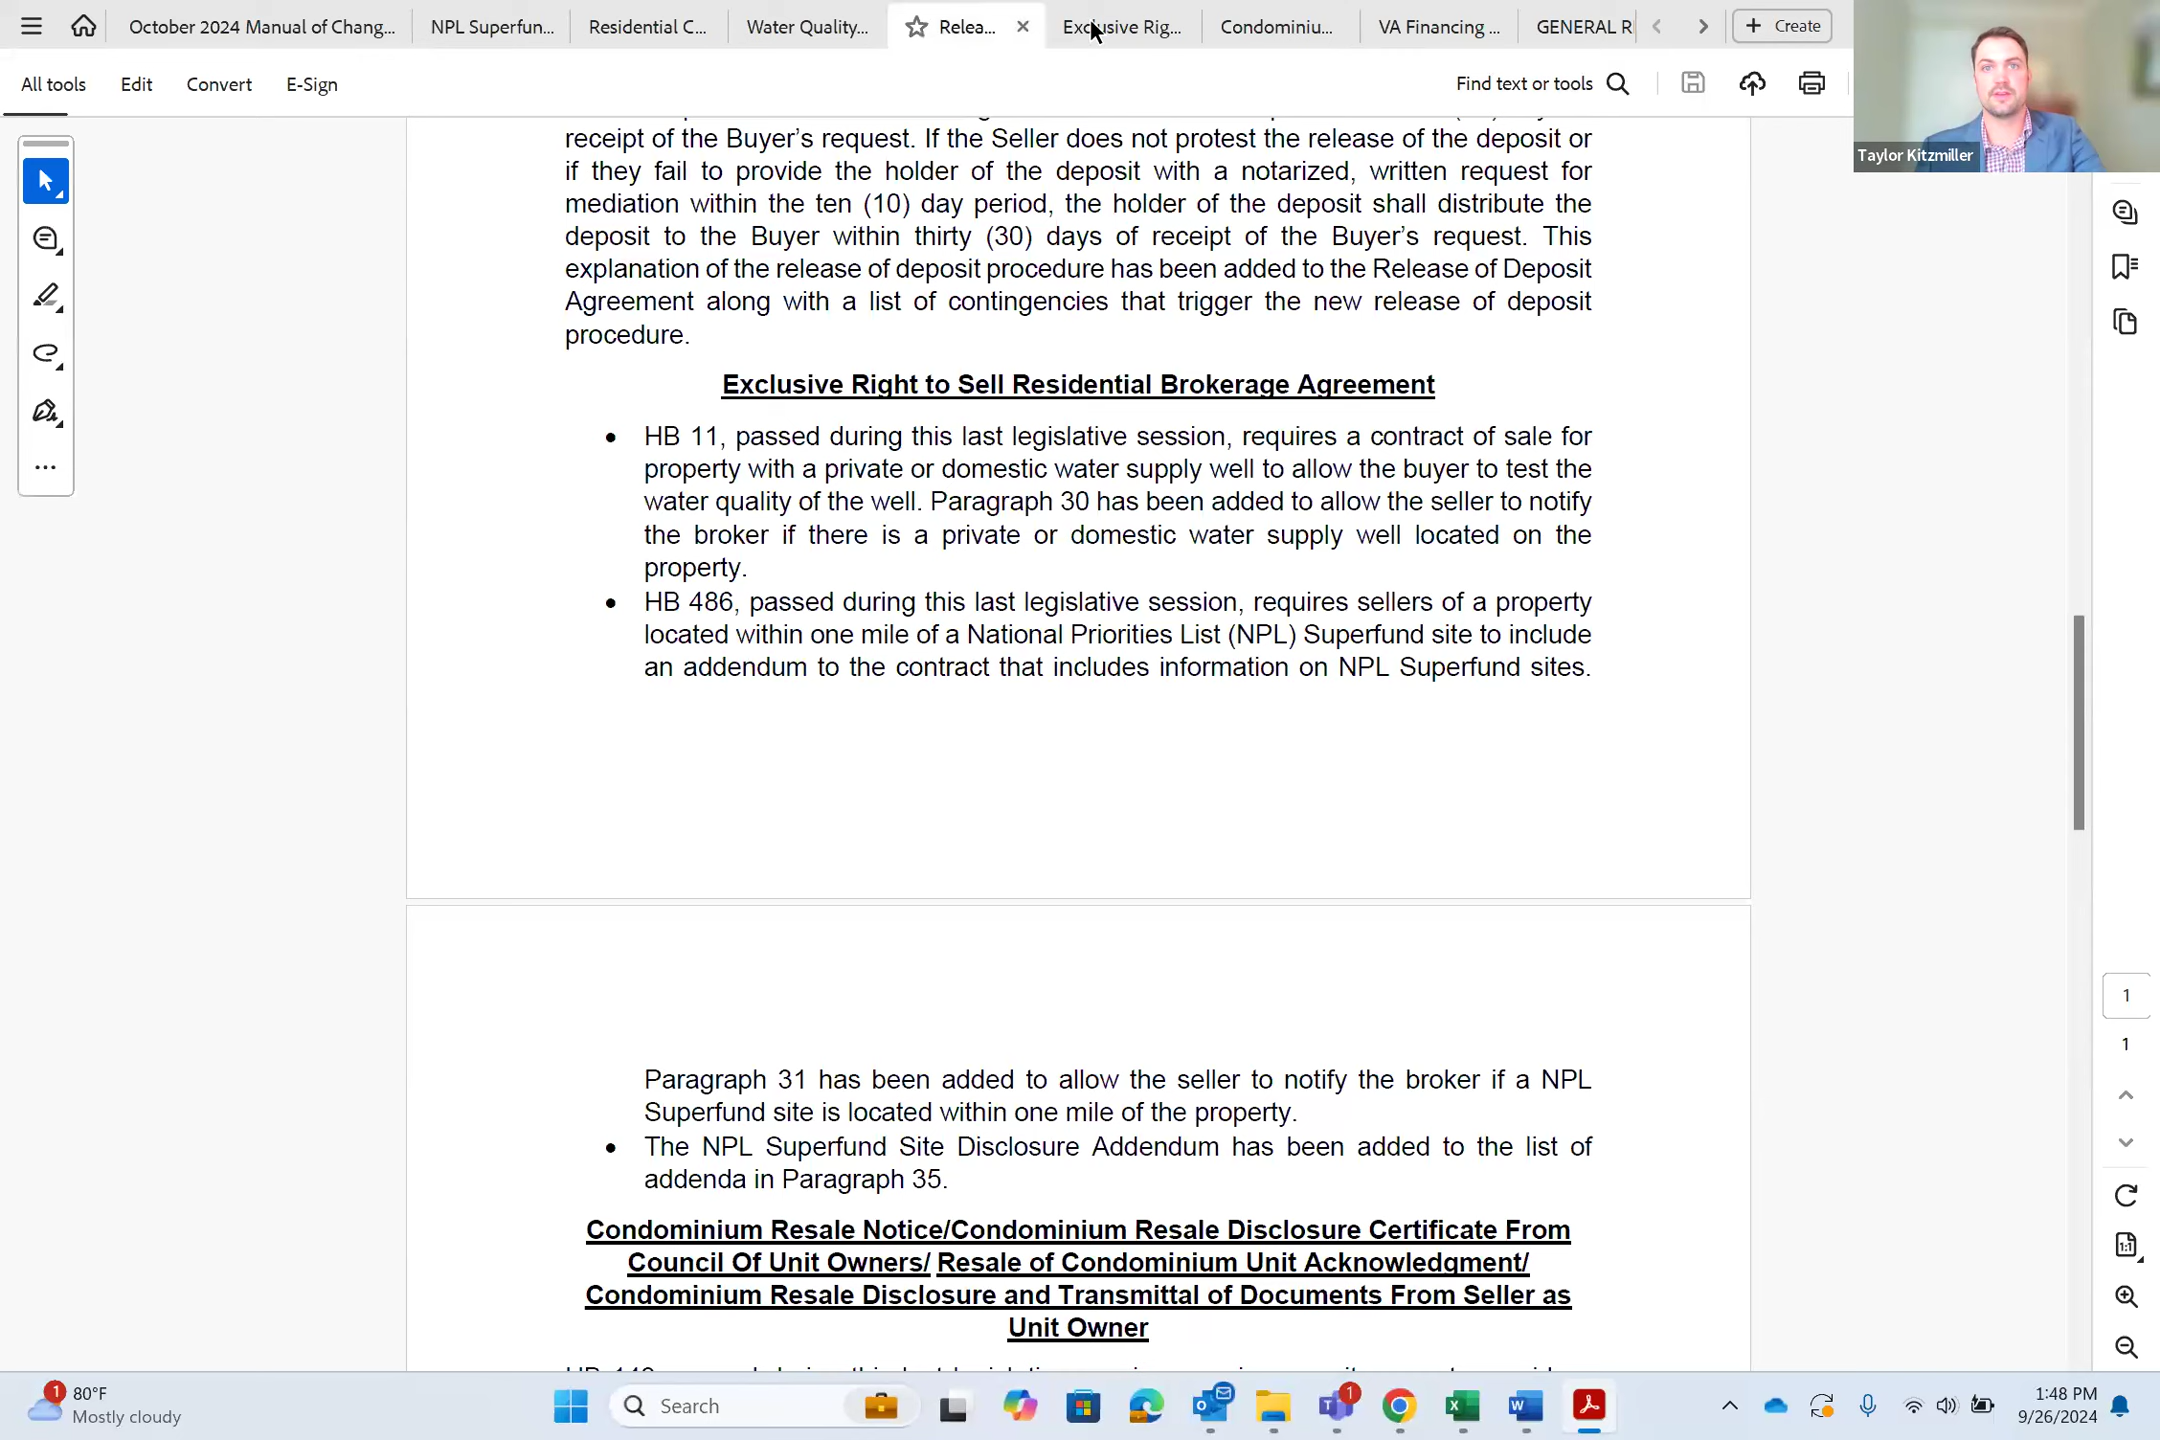 October 2024 Manual of Chang...
NPL Superfun...
Residential C...
Water Quality...
Relea...
Exclusive Rig...
Condominiu...
VA Financing ...
GENERAL R
Create
All tools
Edit
Convert
E-Sign
Find text or tools
Taylor Kitzmiller
receipt of the Buyer's request. If the Seller does not protest the release of the deposit or
if they fail to provide the holder of the deposit with a notarized, written request for
mediation within the ten (10) day period, the holder of the deposit shall distribute the
deposit to the Buyer within thirty (30) days of receipt of the Buyer's request. This
explanation of the release of deposit procedure has been added to the Release of Deposit
Agreement along with a list of contingencies that trigger the new release of deposit
procedure.
Exclusive Right to Sell Residential Brokerage Agreement
• HB 11, passed during this last legislative session, requires a contract of sale for
property with a private or domestic water supply well to allow the buyer to test the
water quality of the well. Paragraph 30 has been added to allow the seller to notify
the broker if there is a private or domestic water supply well located on the
property.
• HB 486, passed during this last legislative session, requires sellers of a property
located within one mile of a National Priorities List (NPL) Superfund site to include
an addendum to the contract that includes information on NPL Superfund sites.
Paragraph 31 has been added to allow the seller to notify the broker if a NPL
Superfund site is located within one mile of the property.
• The NPL Superfund Site Disclosure Addendum has been added to the list of
addenda in Paragraph 35.
Condominium Resale Notice/Condominium Resale Disclosure Certificate From
Council Of Unit Owners/ Resale of Condominium Unit Acknowledgment/
Condominium Resale Disclosure and Transmittal of Documents From Seller as
Unit Owner
1
1
1
80°F
Mostly cloudy
Search
1
1:48 PM
9/26/2024